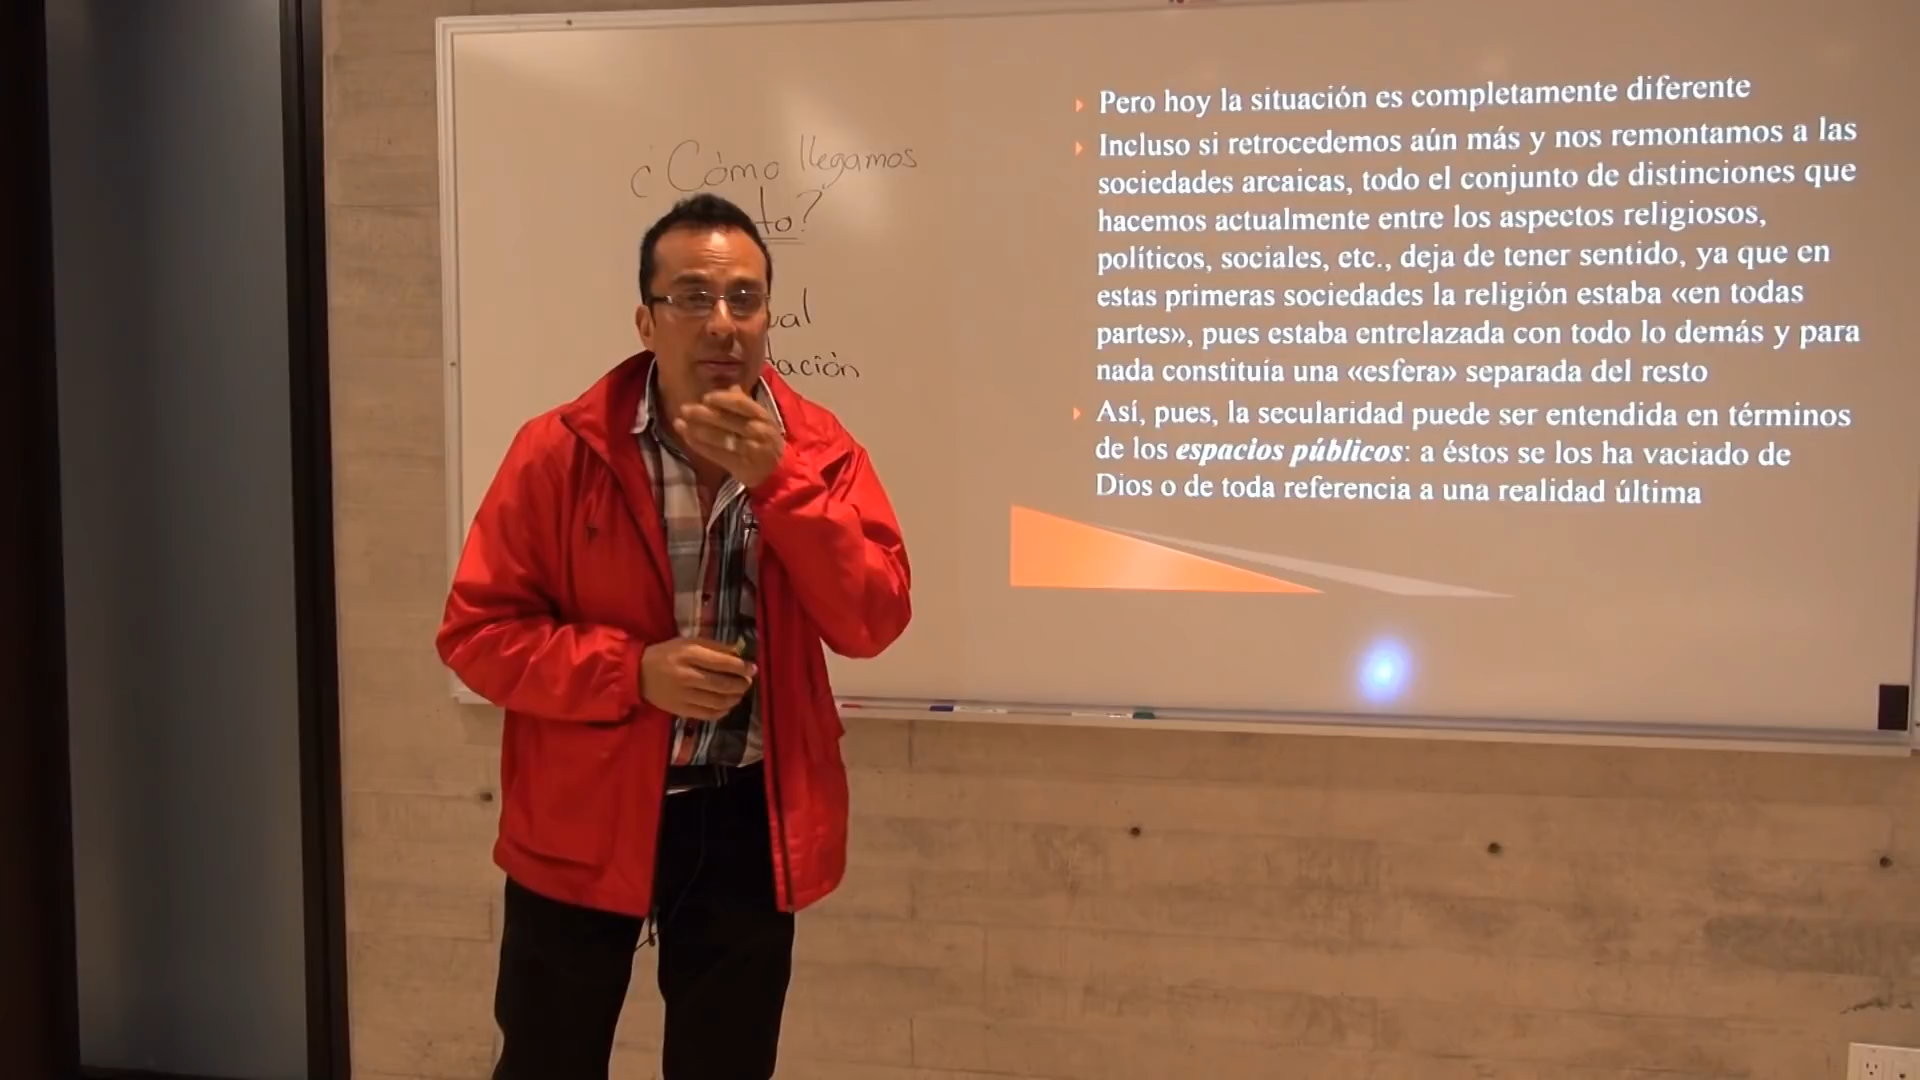 ¿Cómo llegamos
to?
ual
tación
Pero hoy la situación es completamente diferente
Incluso si retrocedemos aún más y nos remontamos a las
sociedades arcaicas, todo el conjunto de distinciones que
hacemos actualmente entre los aspectos religiosos,
políticos, sociales, etc., deja de tener sentido, ya que en
estas primeras sociedades la religión estaba «en todas
partes», pues estaba entrelazada con todo lo demás y para
nada constituía una «esfera» separada del resto
Así, pues, la secularidad puede ser entendida en términos
de los espacios públicos: a éstos se los ha vaciado de
Dios o de toda referencia a una realidad última